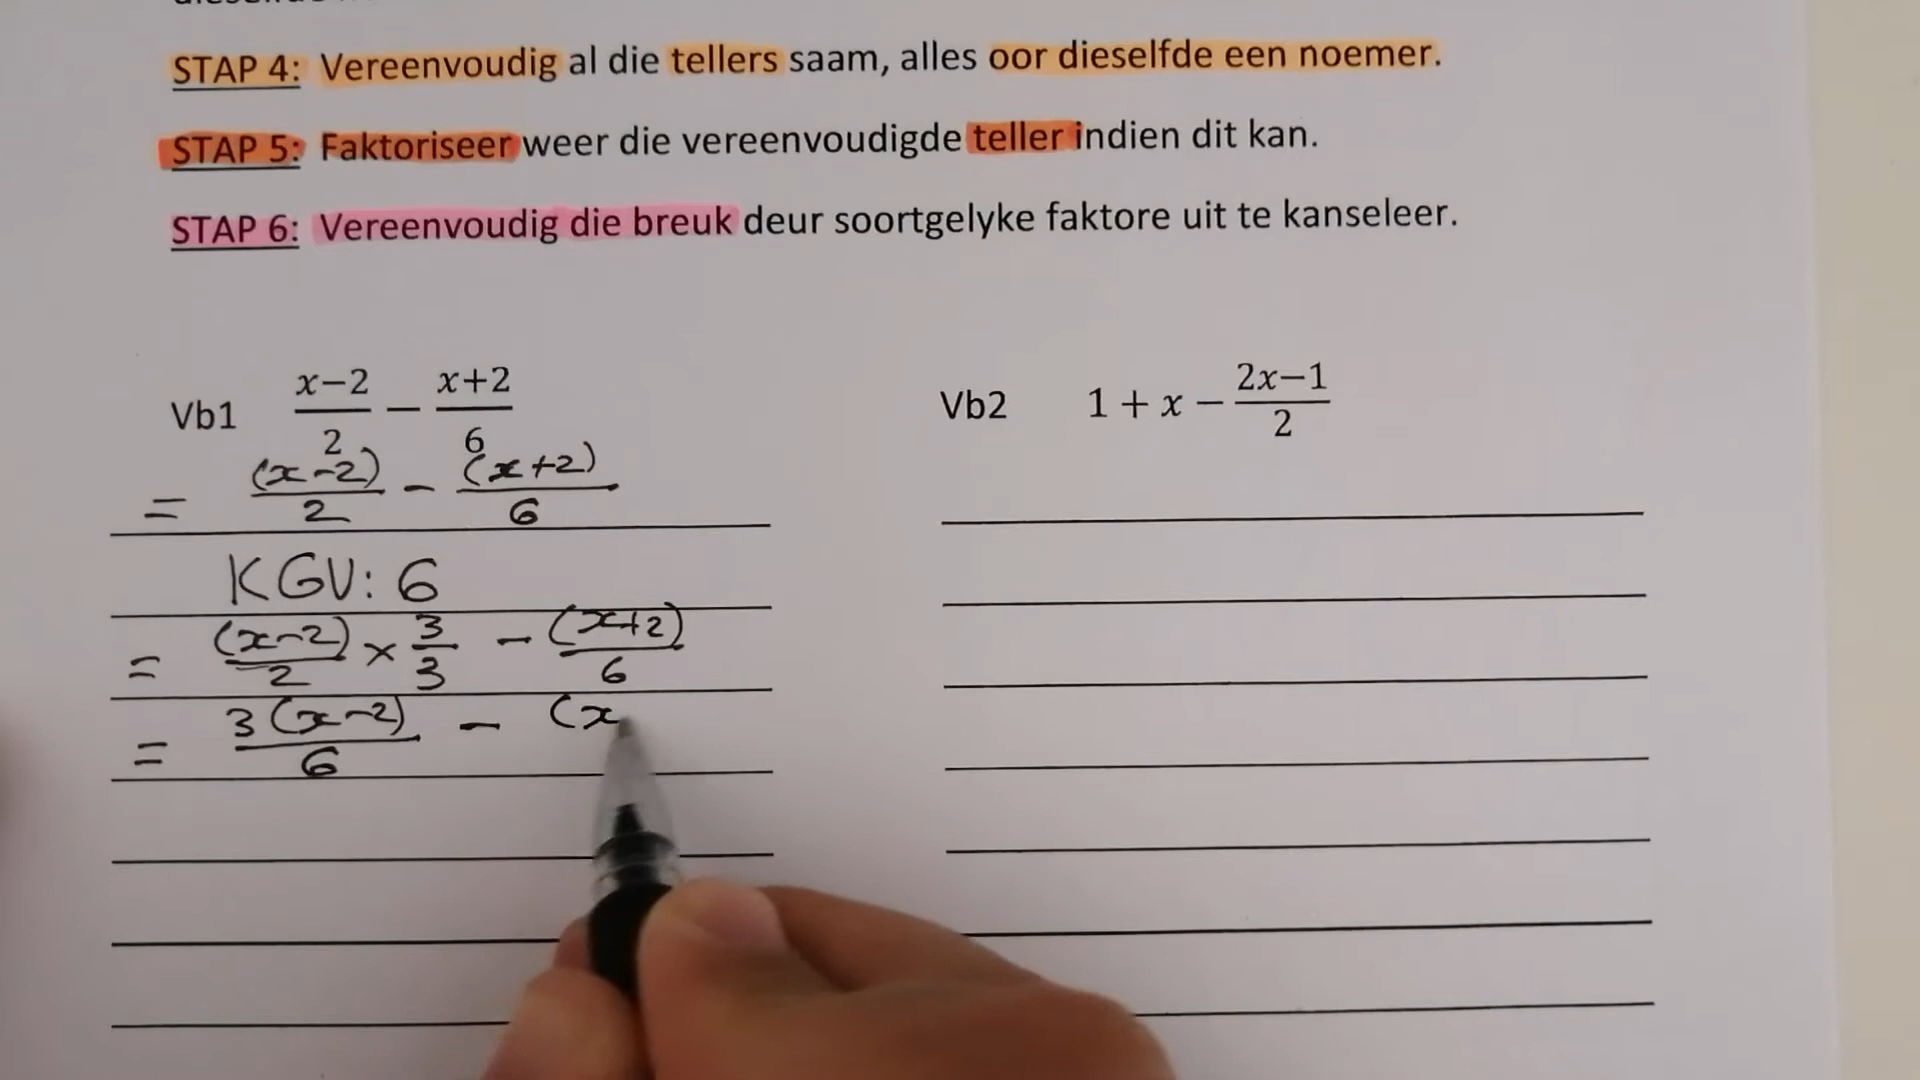 STAP 4: Vereenvoudig al die tellers saam, alles oor dieselfde een noemer.
STAP 5: Faktoriseer weer die vereenvoudigde teller indien dit kan.
STAP 6: Vereenvoudig die breuk deur soortgelyke faktore uit te kanselleer.
Vb1 (x−2)/2 − (x+2)/6
= (x−2)/2 − (x+2)/6
KGV: 6
= (x−2)/2 × 3/3 − (x+2)/6
= 3(x−2)/6 − (x
Vb2 1 + x − (2x−1)/2